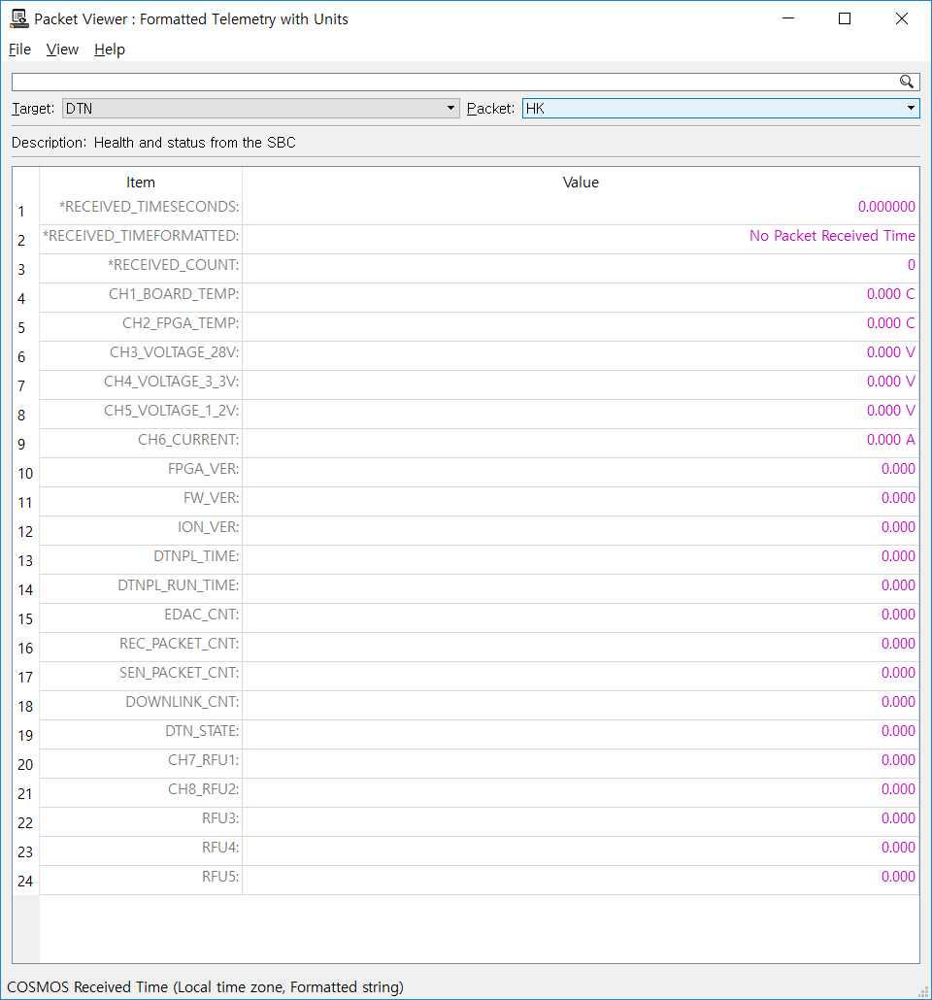 Packet Viewer : Formatted Telemetry with Units
File View Help
Target: DTN Packet: HK
Description: Health and status from the SBC
Item Value
1 *RECEIVED_TIMESECONDS: 0.000000
2 *RECEIVED_TIMEFORMATTED: No Packet Received Time
3 *RECEIVED_COUNT: 0
4 CH1_BOARD_TEMP: 0.000 C
5 CH2_FPGA_TEMP: 0.000 C
6 CH3_VOLTAGE_28V: 0.000 V
7 CH4_VOLTAGE_3_3V: 0.000 V
8 CH5_VOLTAGE_1_2V: 0.000 V
9 CH6_CURRENT: 0.000 A
10 FPGA_VER: 0.000
11 FW_VER: 0.000
12 ION_VER: 0.000
13 DTNPL_TIME: 0.000
14 DTNPL_RUN_TIME: 0.000
15 EDAC_CNT: 0.000
16 REC_PACKET_CNT: 0.000
17 SEN_PACKET_CNT: 0.000
18 DOWNLINK_CNT: 0.000
19 DTN_STATE: 0.000
20 CH7_RFU1: 0.000
21 CH8_RFU2: 0.000
22 RFU3: 0.000
23 RFU4: 0.000
24 RFU5: 0.000
COSMOS Received Time (Local time zone, Formatted string)